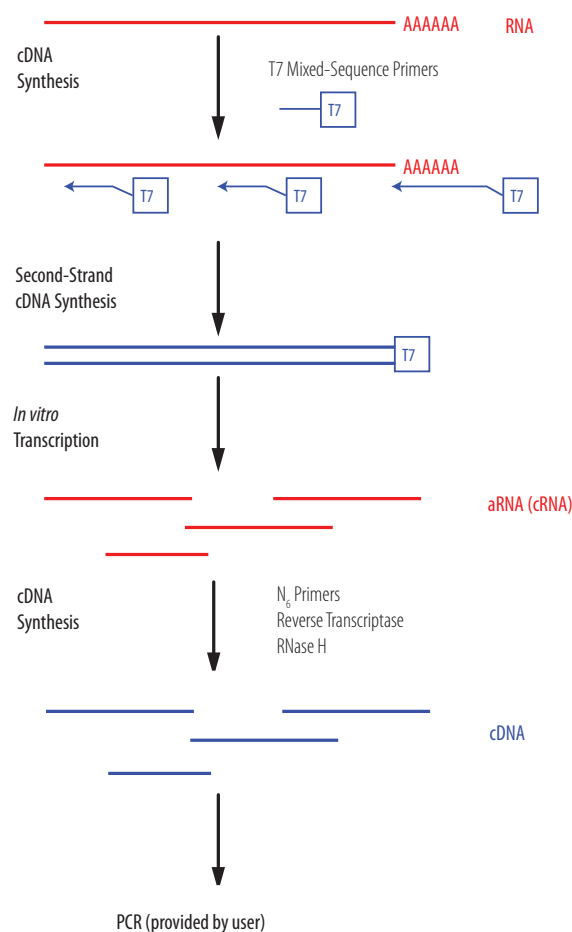 AAAAAA RNA
cDNA
Synthesis
T7 Mixed-Sequence Primers
T7
AAAAAA
T7 T7 T7
Second-Strand
cDNA Synthesis
T7
In vitro
Transcription
aRNA (cRNA)
cDNA
Synthesis
N₆ Primers
Reverse Transcriptase
RNase H
cDNA
PCR (provided by user)